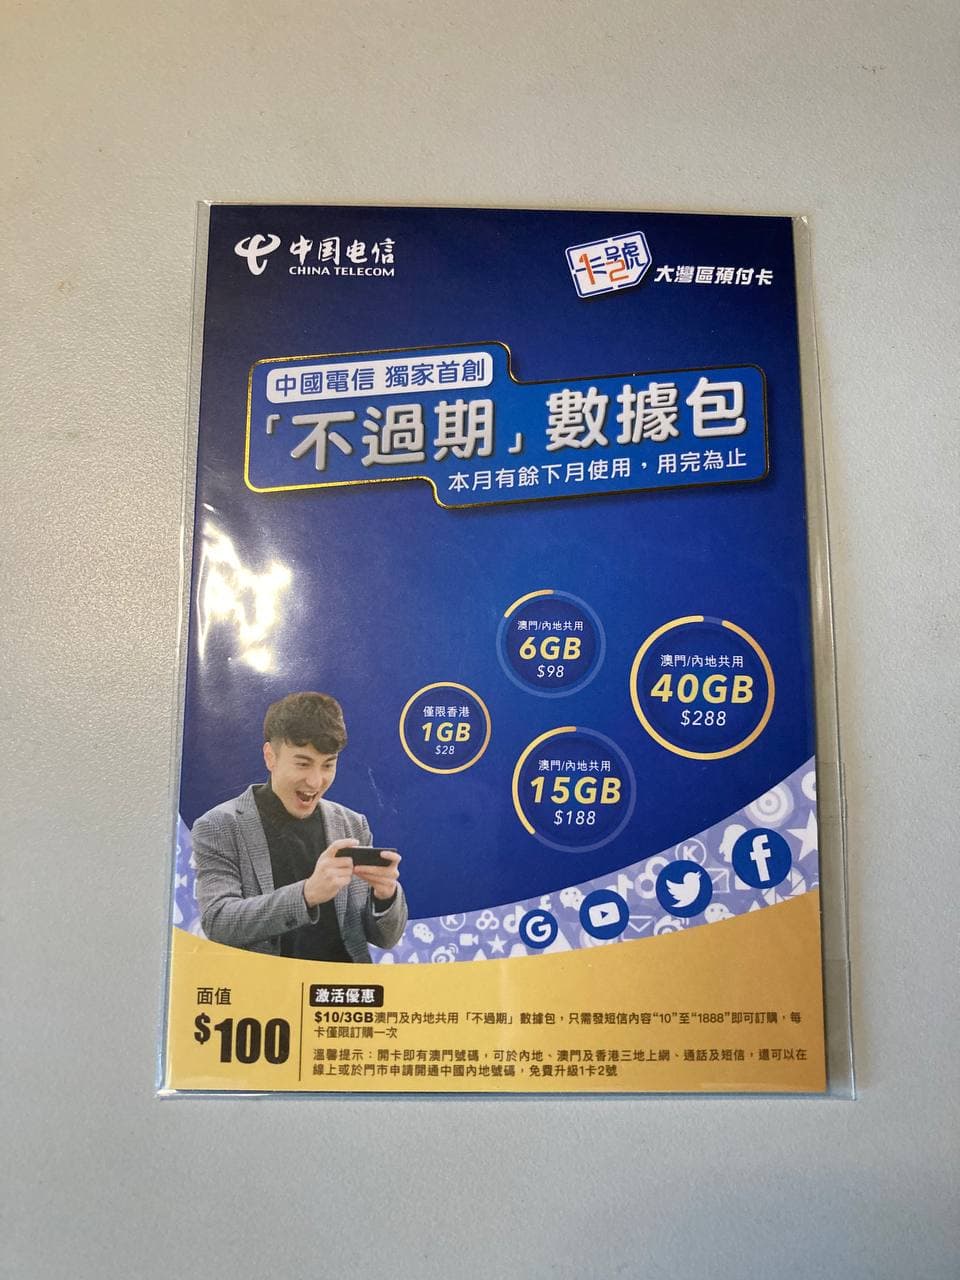 中国电信
CHINA TELECOM
1卡2號
大灣區預付卡
中國電信 獨家首創
「不過期」數據包
本月有餘下月使用，用完為止
澳門/內地共用
6GB
$98
澳門/內地共用
40GB
$288
僅限香港
1GB
$28
澳門/內地共用
15GB
$188
面值
$100
激活優惠
$10/3GB澳門及內地共用「不過期」數據包，只需發短信內容“10”至“1888”即可訂購，每
卡僅限訂購一次
溫馨提示：開卡即有澳門號碼，可於內地、澳門及香港三地上網、通話及短信，還可以在
線上或於門市申請開通中國內地號碼，免費升級1卡2號